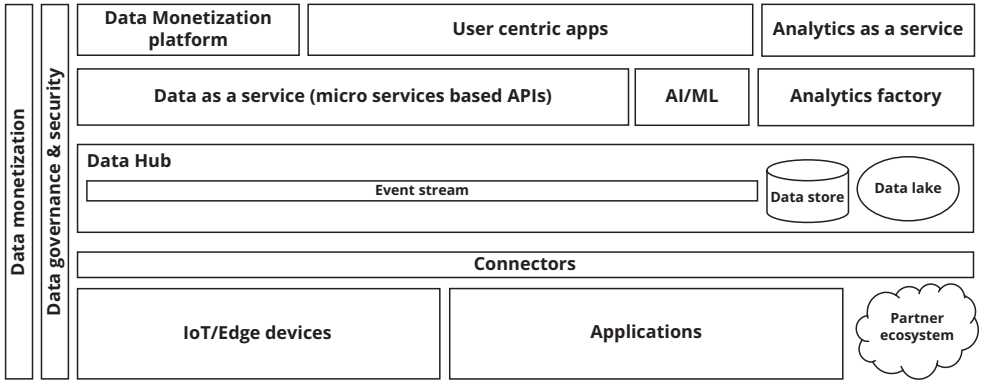 Data monetization
Data governance & security
Data Monetization
platform
User centric apps
Analytics as a service
Data as a service (micro services based APIs)
AI/ML
Analytics factory
Data Hub
Event stream
Data store
Data lake
Connectors
IoT/Edge devices
Applications
Partner
ecosystem